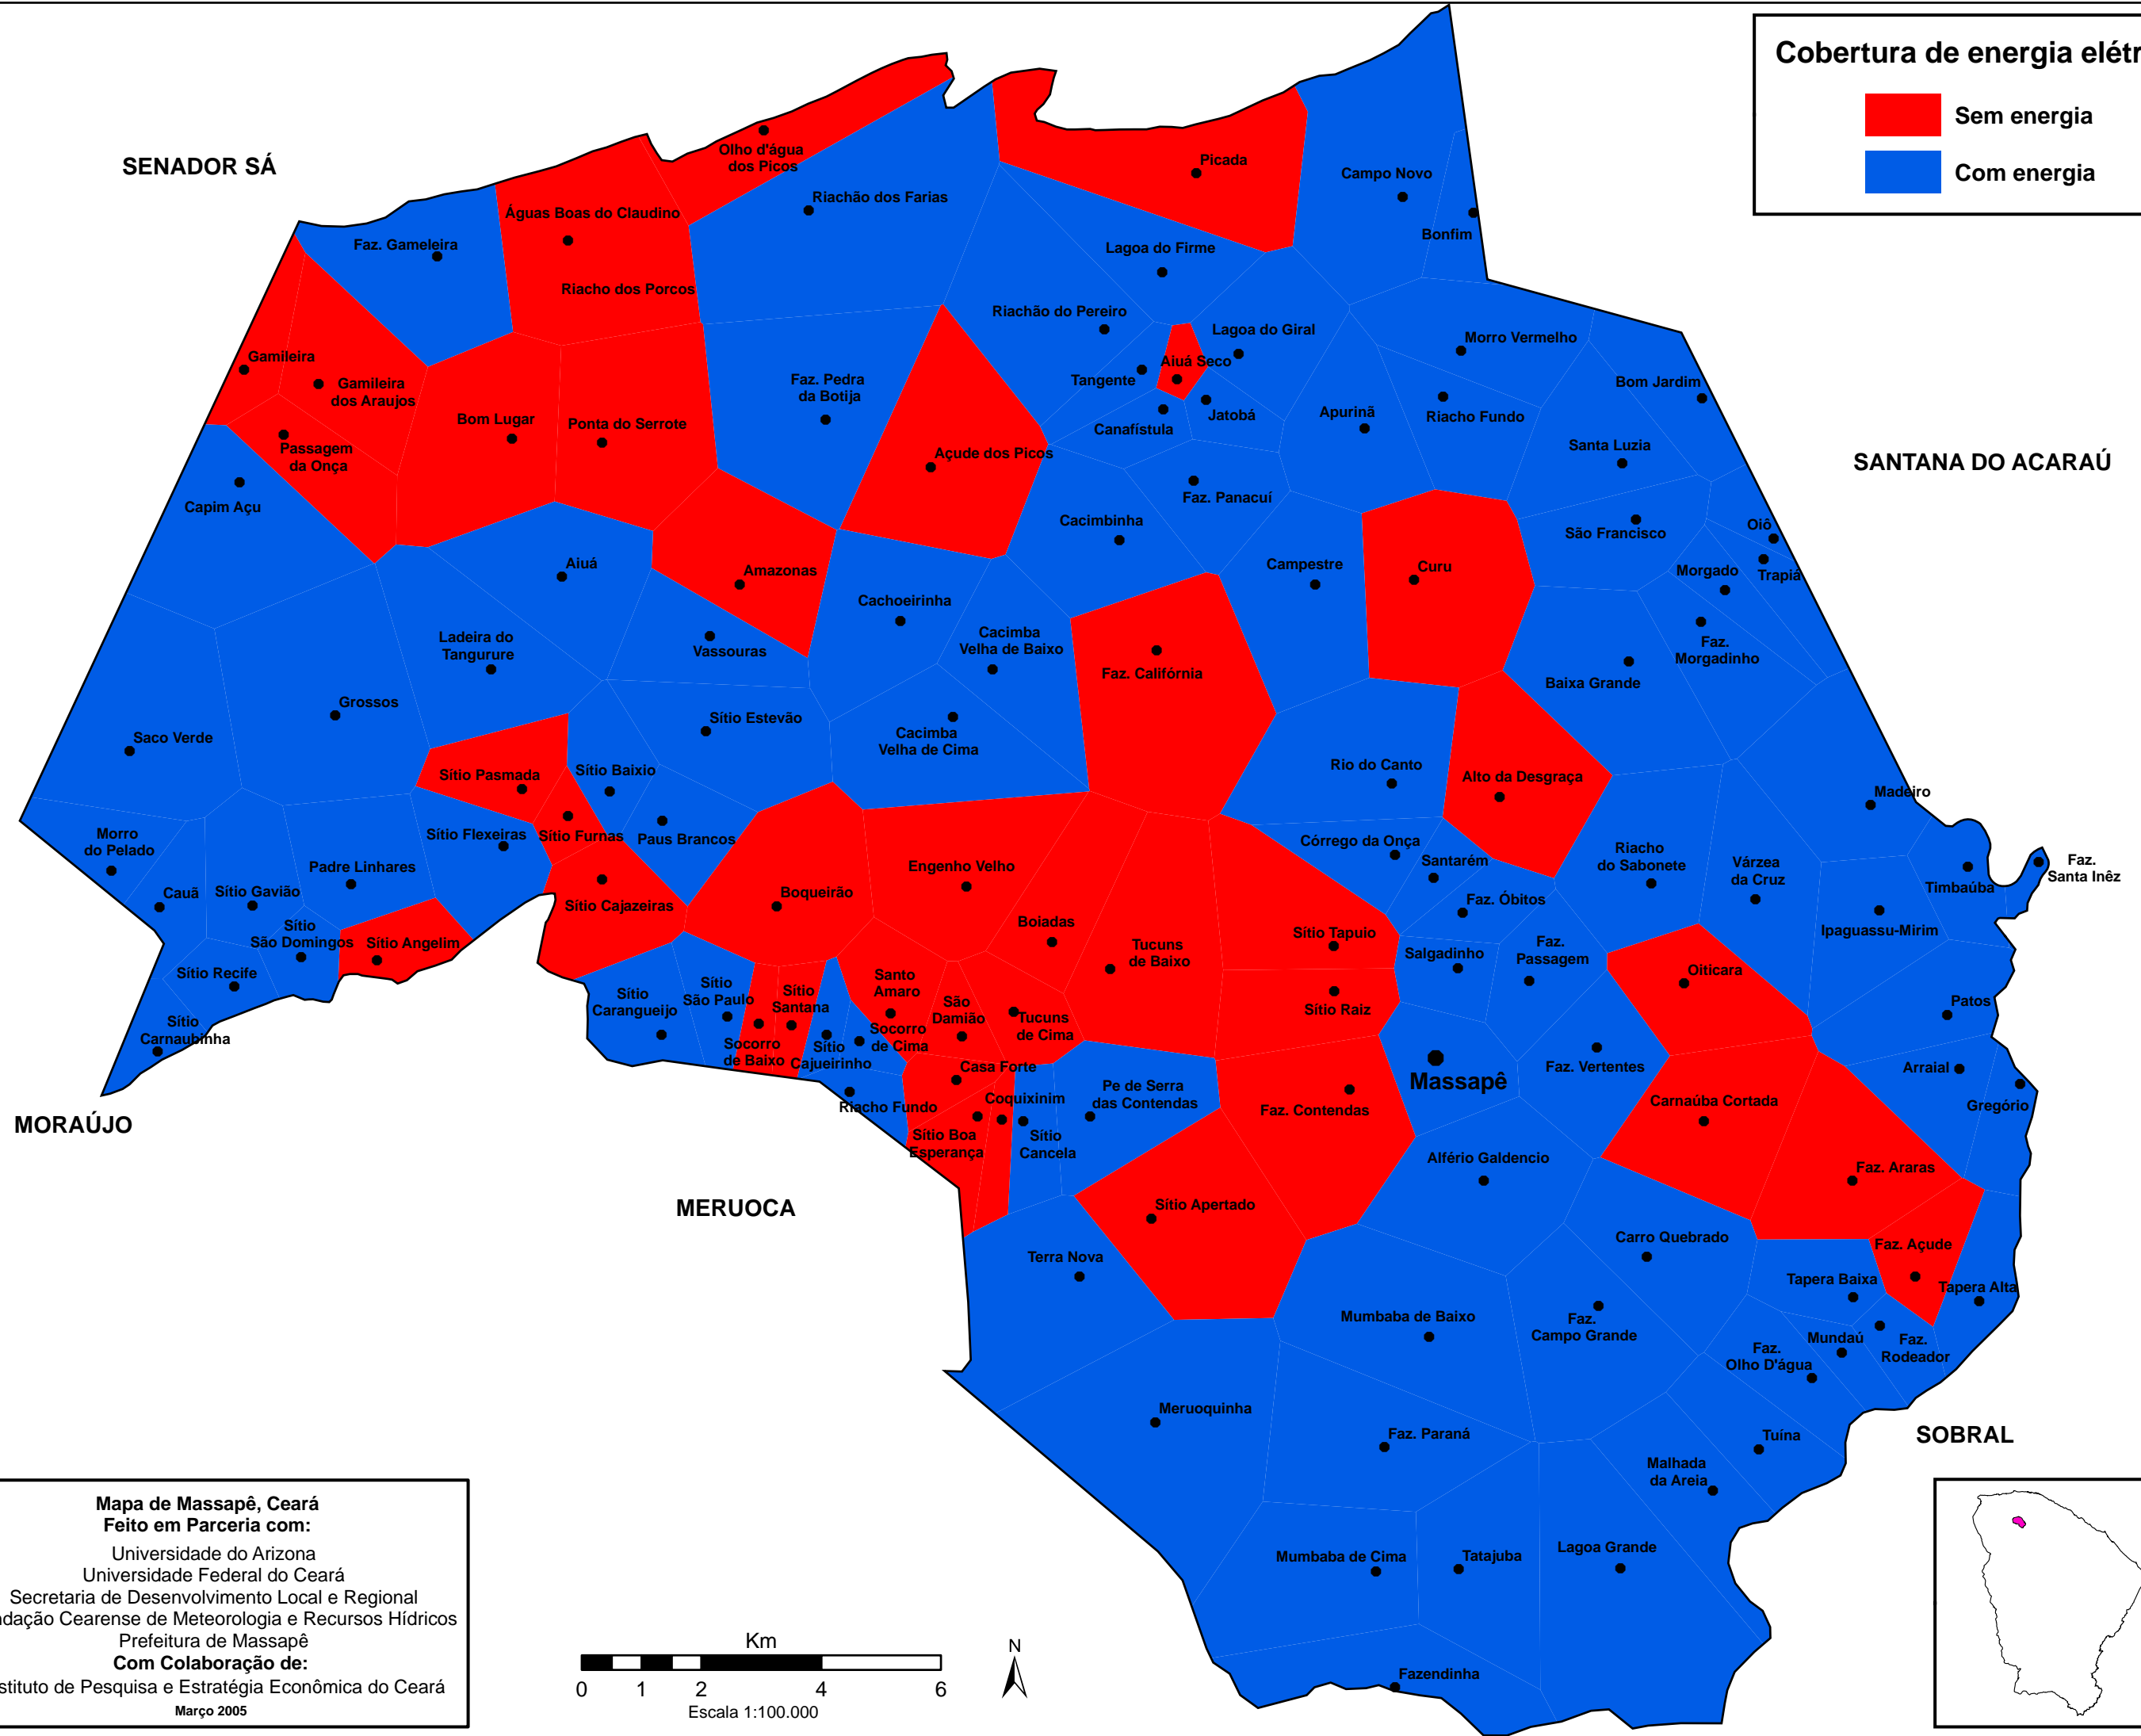 Cobertura de energia elétr
Sem energia
Com energia
SENADOR SÁ
SANTANA DO ACARAÚ
MORAÚJO
MERUOCA
SOBRAL
Olho d'água
dos Picos
Picada
Riachão dos Farias
Campo Novo
Bonfim
Águas Boas do Claudino
Faz. Gameleira
Riacho dos Porcos
Lagoa do Firme
Riachão do Pereiro
Lagoa do Giral
Morro Vermelho
Gamileira
Gamileira
dos Araujos
Aiuá Seco
Tangente
Faz. Pedra
da Botija
Bom Jardim
Jatobá
Canafístula
Apurinã
Riacho Fundo
Bom Lugar
Ponta do Serrote
Passagem
da Onça
Açude dos Picos
Santa Luzia
Capim Açu
Faz. Panacuí
Cacimbinha
São Francisco
Oiô
Trapiá
Morgado
Aiuá
Amazonas
Campestre
Curu
Cachoeirinha
Cacimba
Velha de Baixo
Ladeira do
Tangurure
Vassouras
Faz. Califórnia
Faz.
Morgadinho
Baixa Grande
Grossos
Sítio Estevão
Saco Verde
Cacimba
Velha de Cima
Sítio Pasmada
Sítio Baixio
Rio do Canto
Alto da Desgraça
Madeiro
Morro
do Pelado
Sítio Flexeiras
Sítio Furnas
Paus Brancos
Córrego da Onça
Santarém
Riacho
do Sabonete
Várzea
da Cruz
Timbaúba
Faz.
Santa Inêz
Padre Linhares
Engenho Velho
Cauã
Sítio Gavião
Boqueirão
Sítio Cajazeiras
Faz. Óbitos
Ipaguassu-Mirim
Sítio
São Domingos
Sítio Angelim
Boiadas
Tucuns
de Baixo
Sítio Tapuio
Salgadinho
Faz.
Passagem
Oiticara
Sítio Recife
Sítio
Carangueijo
Sítio
São Paulo
Sítio
Santana
Santo
Amaro
São
Damião
Tucuns
de Cima
Sítio Raiz
Patos
Sítio
Carnaubinha
Socorro
de Baixo
Sítio
Cajueirinho
Socorro
de Cima
Massapê
Faz. Vertentes
Arraial
Casa Forte
Riacho Fundo
Coquixinim
Pe de Serra
das Contendas
Faz. Contendas
Carnaúba Cortada
Gregório
Sítio Boa
Esperança
Sítio
Cancela
Alfério Galdencio
Faz. Araras
Sítio Apertado
Terra Nova
Carro Quebrado
Faz. Açude
Tapera Baixa
Tapera Alta
Mumbaba de Baixo
Faz.
Campo Grande
Mundaú
Faz.
Rodeador
Faz.
Olho D'água
Meruoquinha
Faz. Paraná
Tuína
Malhada
da Areia
Mumbaba de Cima
Tatajuba
Lagoa Grande
Fazendinha
Mapa de Massapê, Ceará
Feito em Parceria com:
Universidade do Arizona
Universidade Federal do Ceará
Secretaria de Desenvolvimento Local e Regional
ndação Cearense de Meteorologia e Recursos Hídricos
Prefeitura de Massapê
Com Colaboração de:
stituto de Pesquisa e Estratégia Econômica do Ceará
Março 2005
Km
0 1 2 4 6
Escala 1:100.000
N